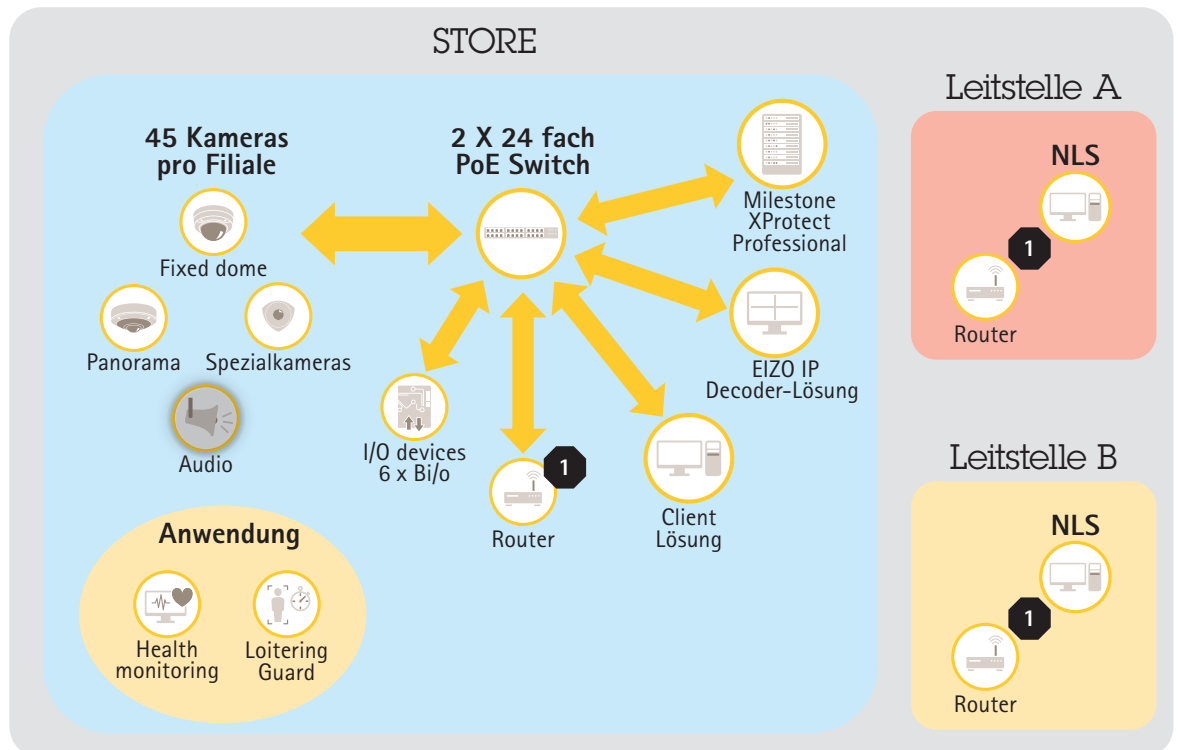 STORE
45 Kameras
pro Filiale
Fixed dome
Panorama
Spezialkameras
Audio
2 X 24 fach
PoE Switch
Milestone
XProtect
Professional
EIZO IP
Decoder-Lösung
Client
Lösung
1
Router
I/O devices
6 x Bi/o
Anwendung
Health
monitoring
Loitering
Guard
Leitstelle A
NLS
1
Router
Leitstelle B
NLS
1
Router